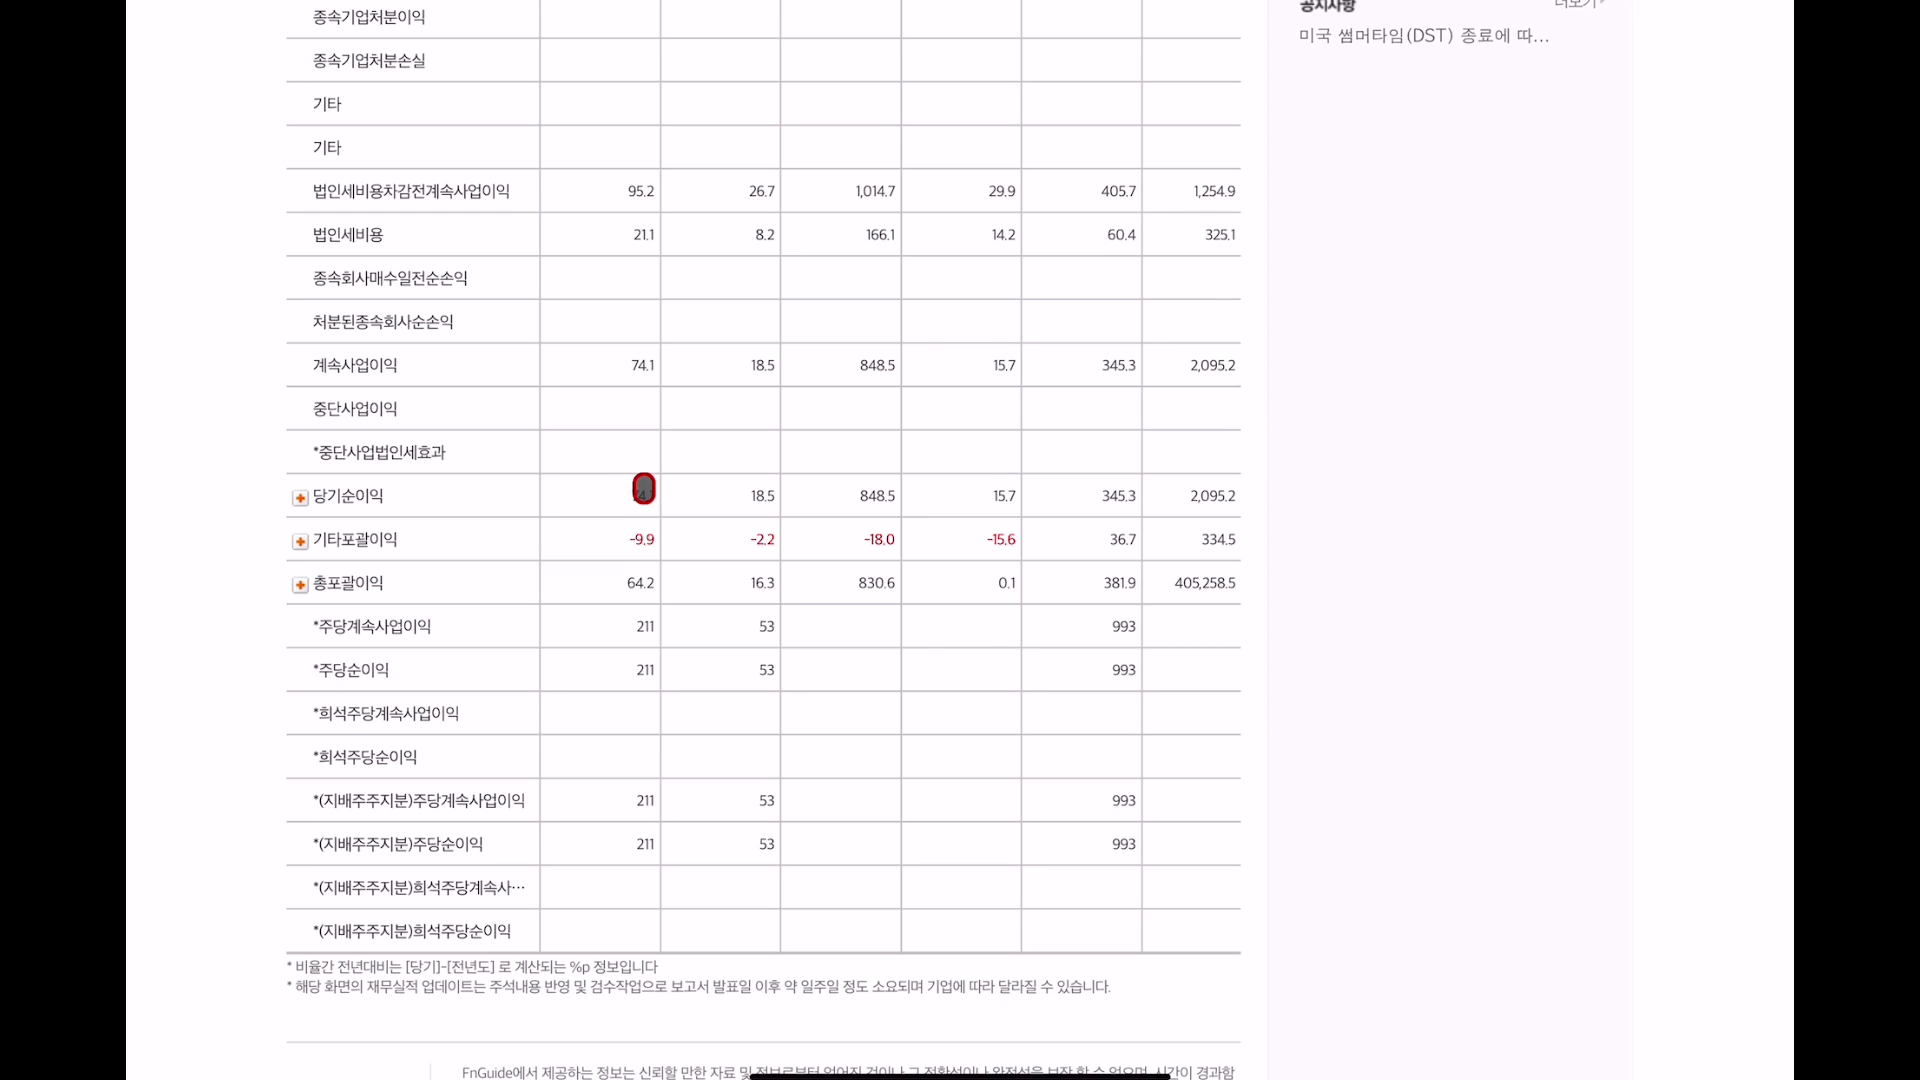 공지사항
더보기
미국 썸머타임(DST) 종료에 따...
종속기업처분이익
종속기업처분손실
기타
기타
법인세비용차감전계속사업이익 95.2 26.7 1,014.7 29.9 405.7 1,254.9
법인세비용 21.1 8.2 166.1 14.2 60.4 325.1
종속회사매수일전순손익
처분된종속회사순손익
계속사업이익 74.1 18.5 848.5 15.7 345.3 2,095.2
중단사업이익
*중단사업법인세효과
당기순이익 18.5 848.5 15.7 345.3 2,095.2
기타포괄이익 -9.9 -2.2 -18.0 -15.6 36.7 334.5
총포괄이익 64.2 16.3 830.6 0.1 381.9 405,258.5
*주당계속사업이익 211 53 993
*주당순이익 211 53 993
*희석주당계속사업이익
*희석주당순이익
*(지배주주지분)주당계속사업이익 211 53 993
*(지배주주지분)주당순이익 211 53 993
*(지배주주지분)희석주당계속사…
*(지배주주지분)희석주당순이익
* 비율간 전년대비는 [당기]-[전년도] 로 계산되는 %p 정보입니다
* 해당 화면의 재무실적 업데이트는 주석내용 반영 및 검수작업으로 보고서 발표일 이후 약 일주일 정도 소요되며 기업에 따라 달라질 수 있습니다.
FnGuide에서 제공하는 정보는 신뢰할 만한 자료 및 시간이 경과함